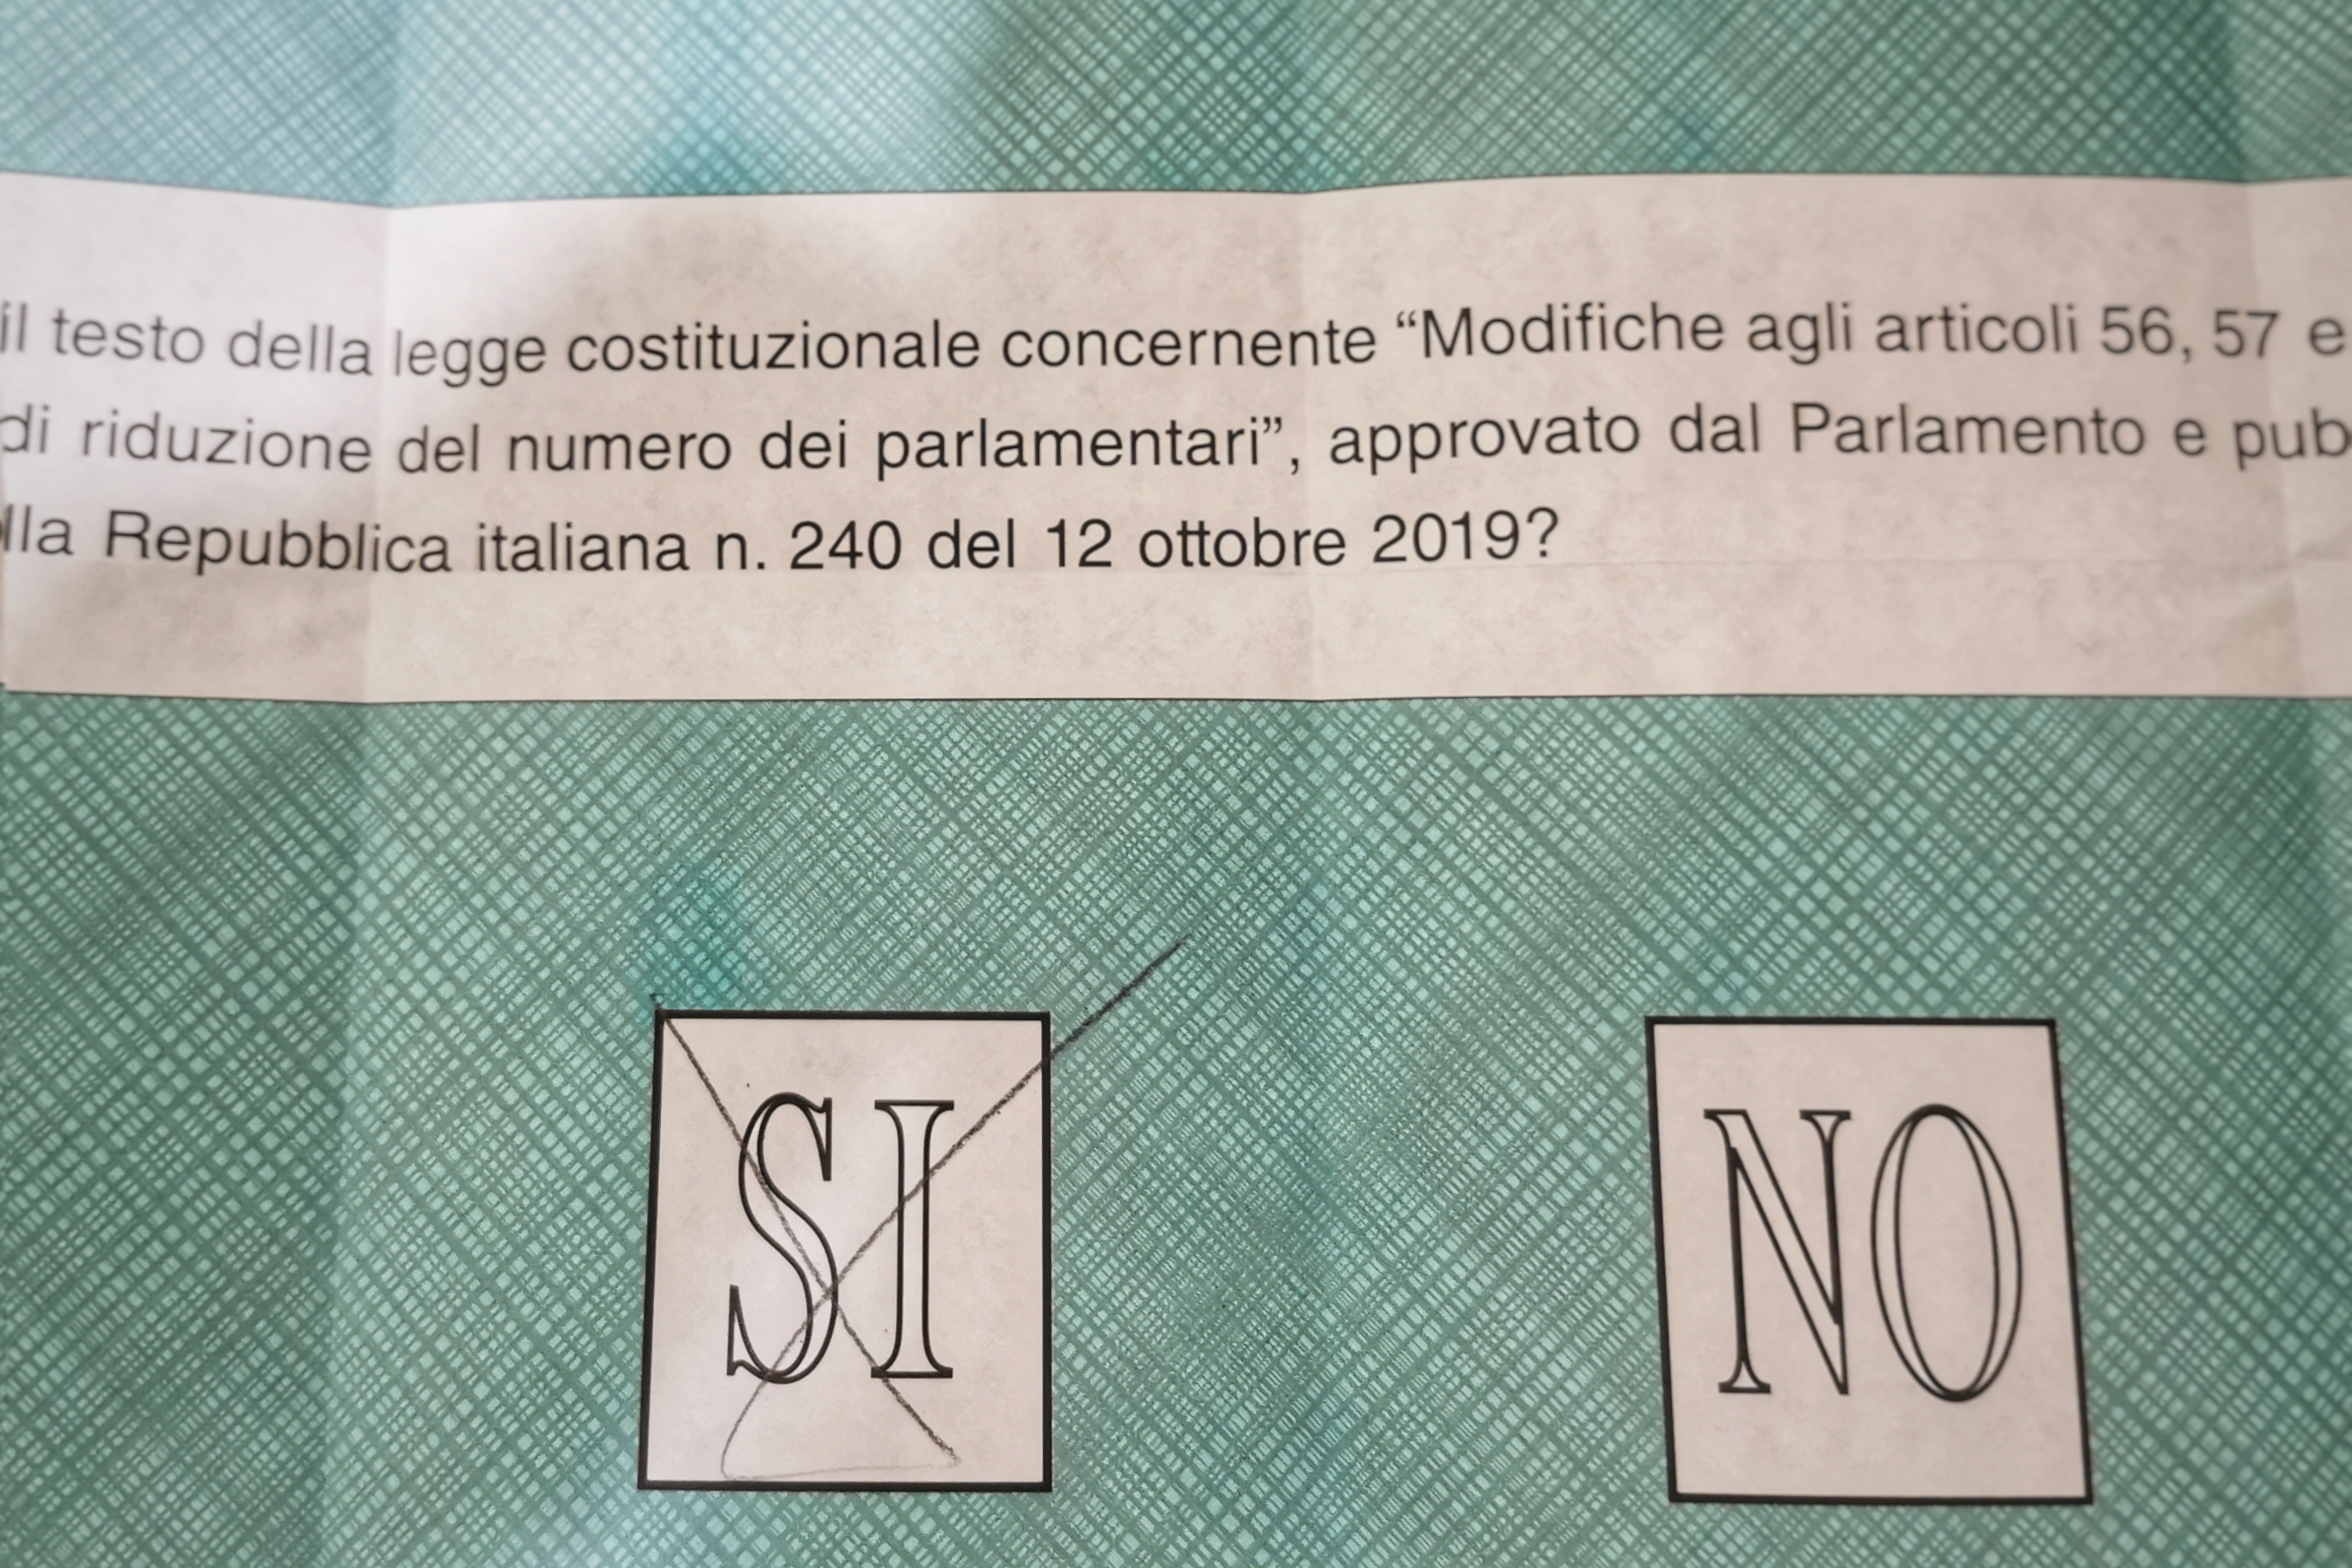 il testo della legge costituzionale concernente “Modifiche agli articoli 56, 57 e
di riduzione del numero dei parlamentari”, approvato dal Parlamento e pub
lla Repubblica italiana n. 240 del 12 ottobre 2019?
SI NO